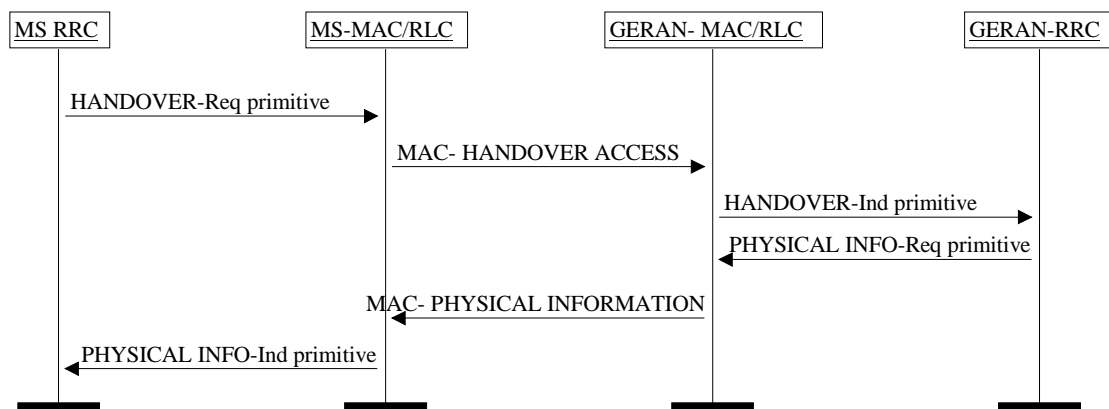 MS RRC
MS-MAC/RLC
GERAN- MAC/RLC
GERAN-RRC
HANDOVER-Req primitive
MAC- HANDOVER ACCESS
HANDOVER-Ind primitive
PHYSICAL INFO-Req primitive
MAC- PHYSICAL INFORMATION
PHYSICAL INFO-Ind primitive